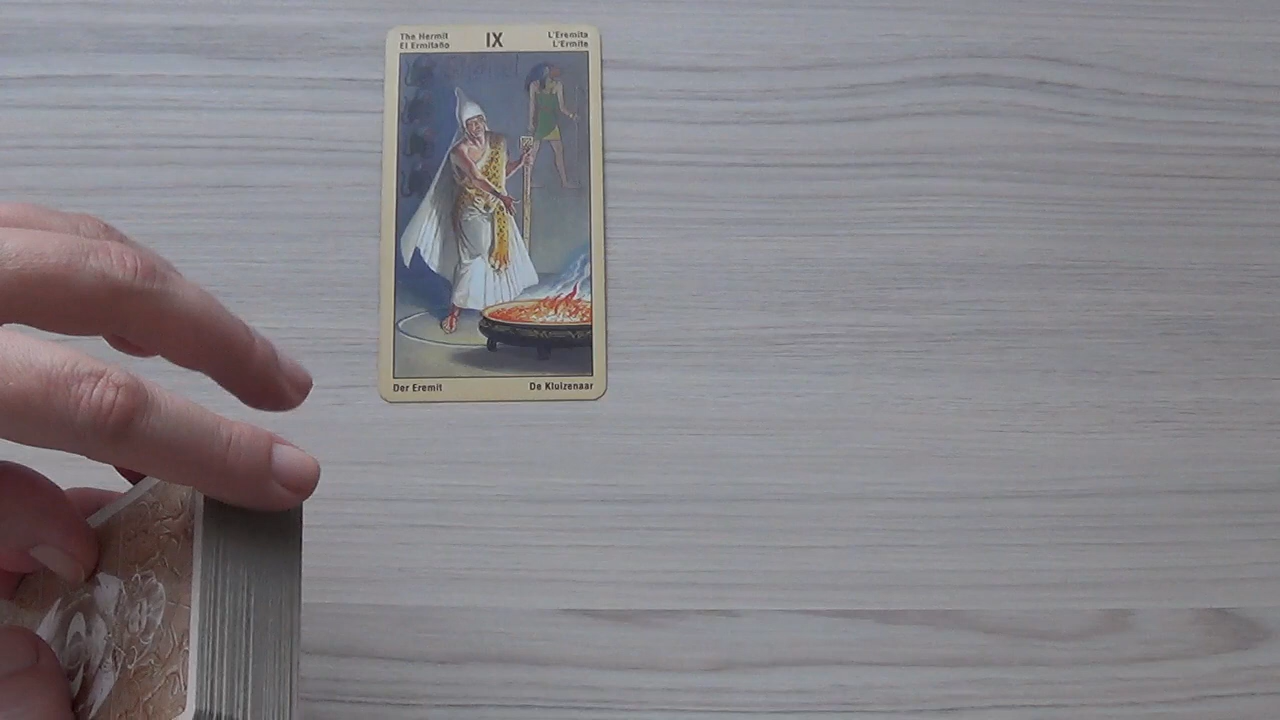 The Hermit
El Ermitaño
IX
L'Eremita
L'Ermite
Der Eremit
De Kluizenaar